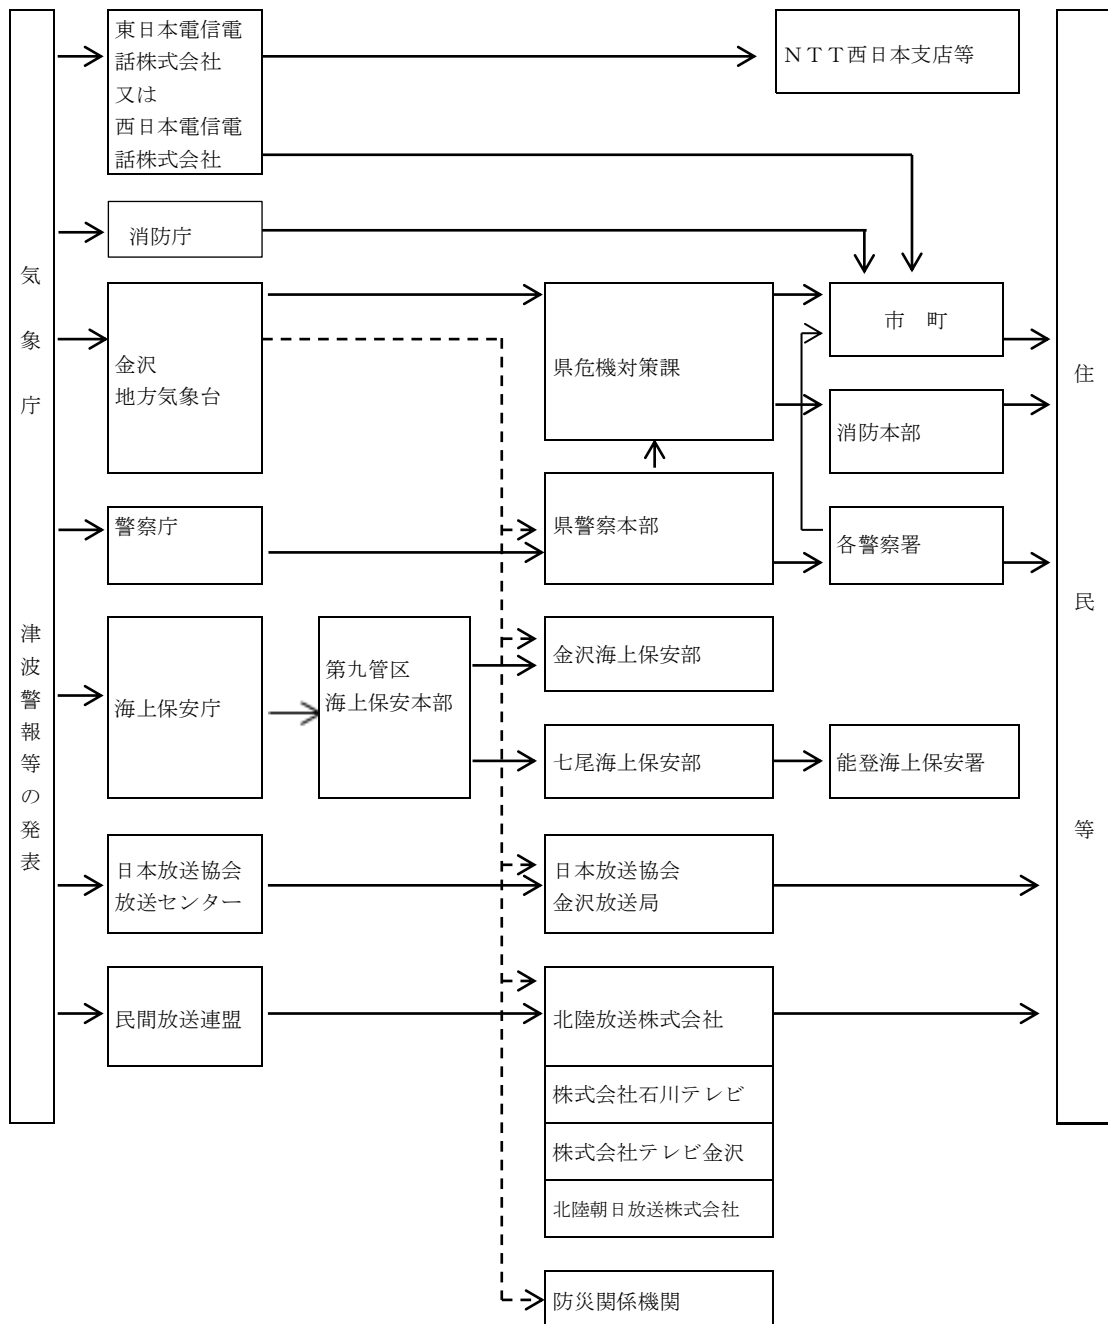 気象庁　津波警報等の発表
東日本電信電
話株式会社
又は
西日本電信電
話株式会社
ＮＴＴ西日本支店等
消防庁
金沢
地方気象台
県危機対策課
市　町
消防本部
警察庁
県警察本部
各警察署
海上保安庁
第九管区
海上保安本部
金沢海上保安部
七尾海上保安部
能登海上保安署
日本放送協会
放送センター
日本放送協会
金沢放送局
民間放送連盟
北陸放送株式会社
株式会社石川テレビ
株式会社テレビ金沢
北陸朝日放送株式会社
防災関係機関
住民等